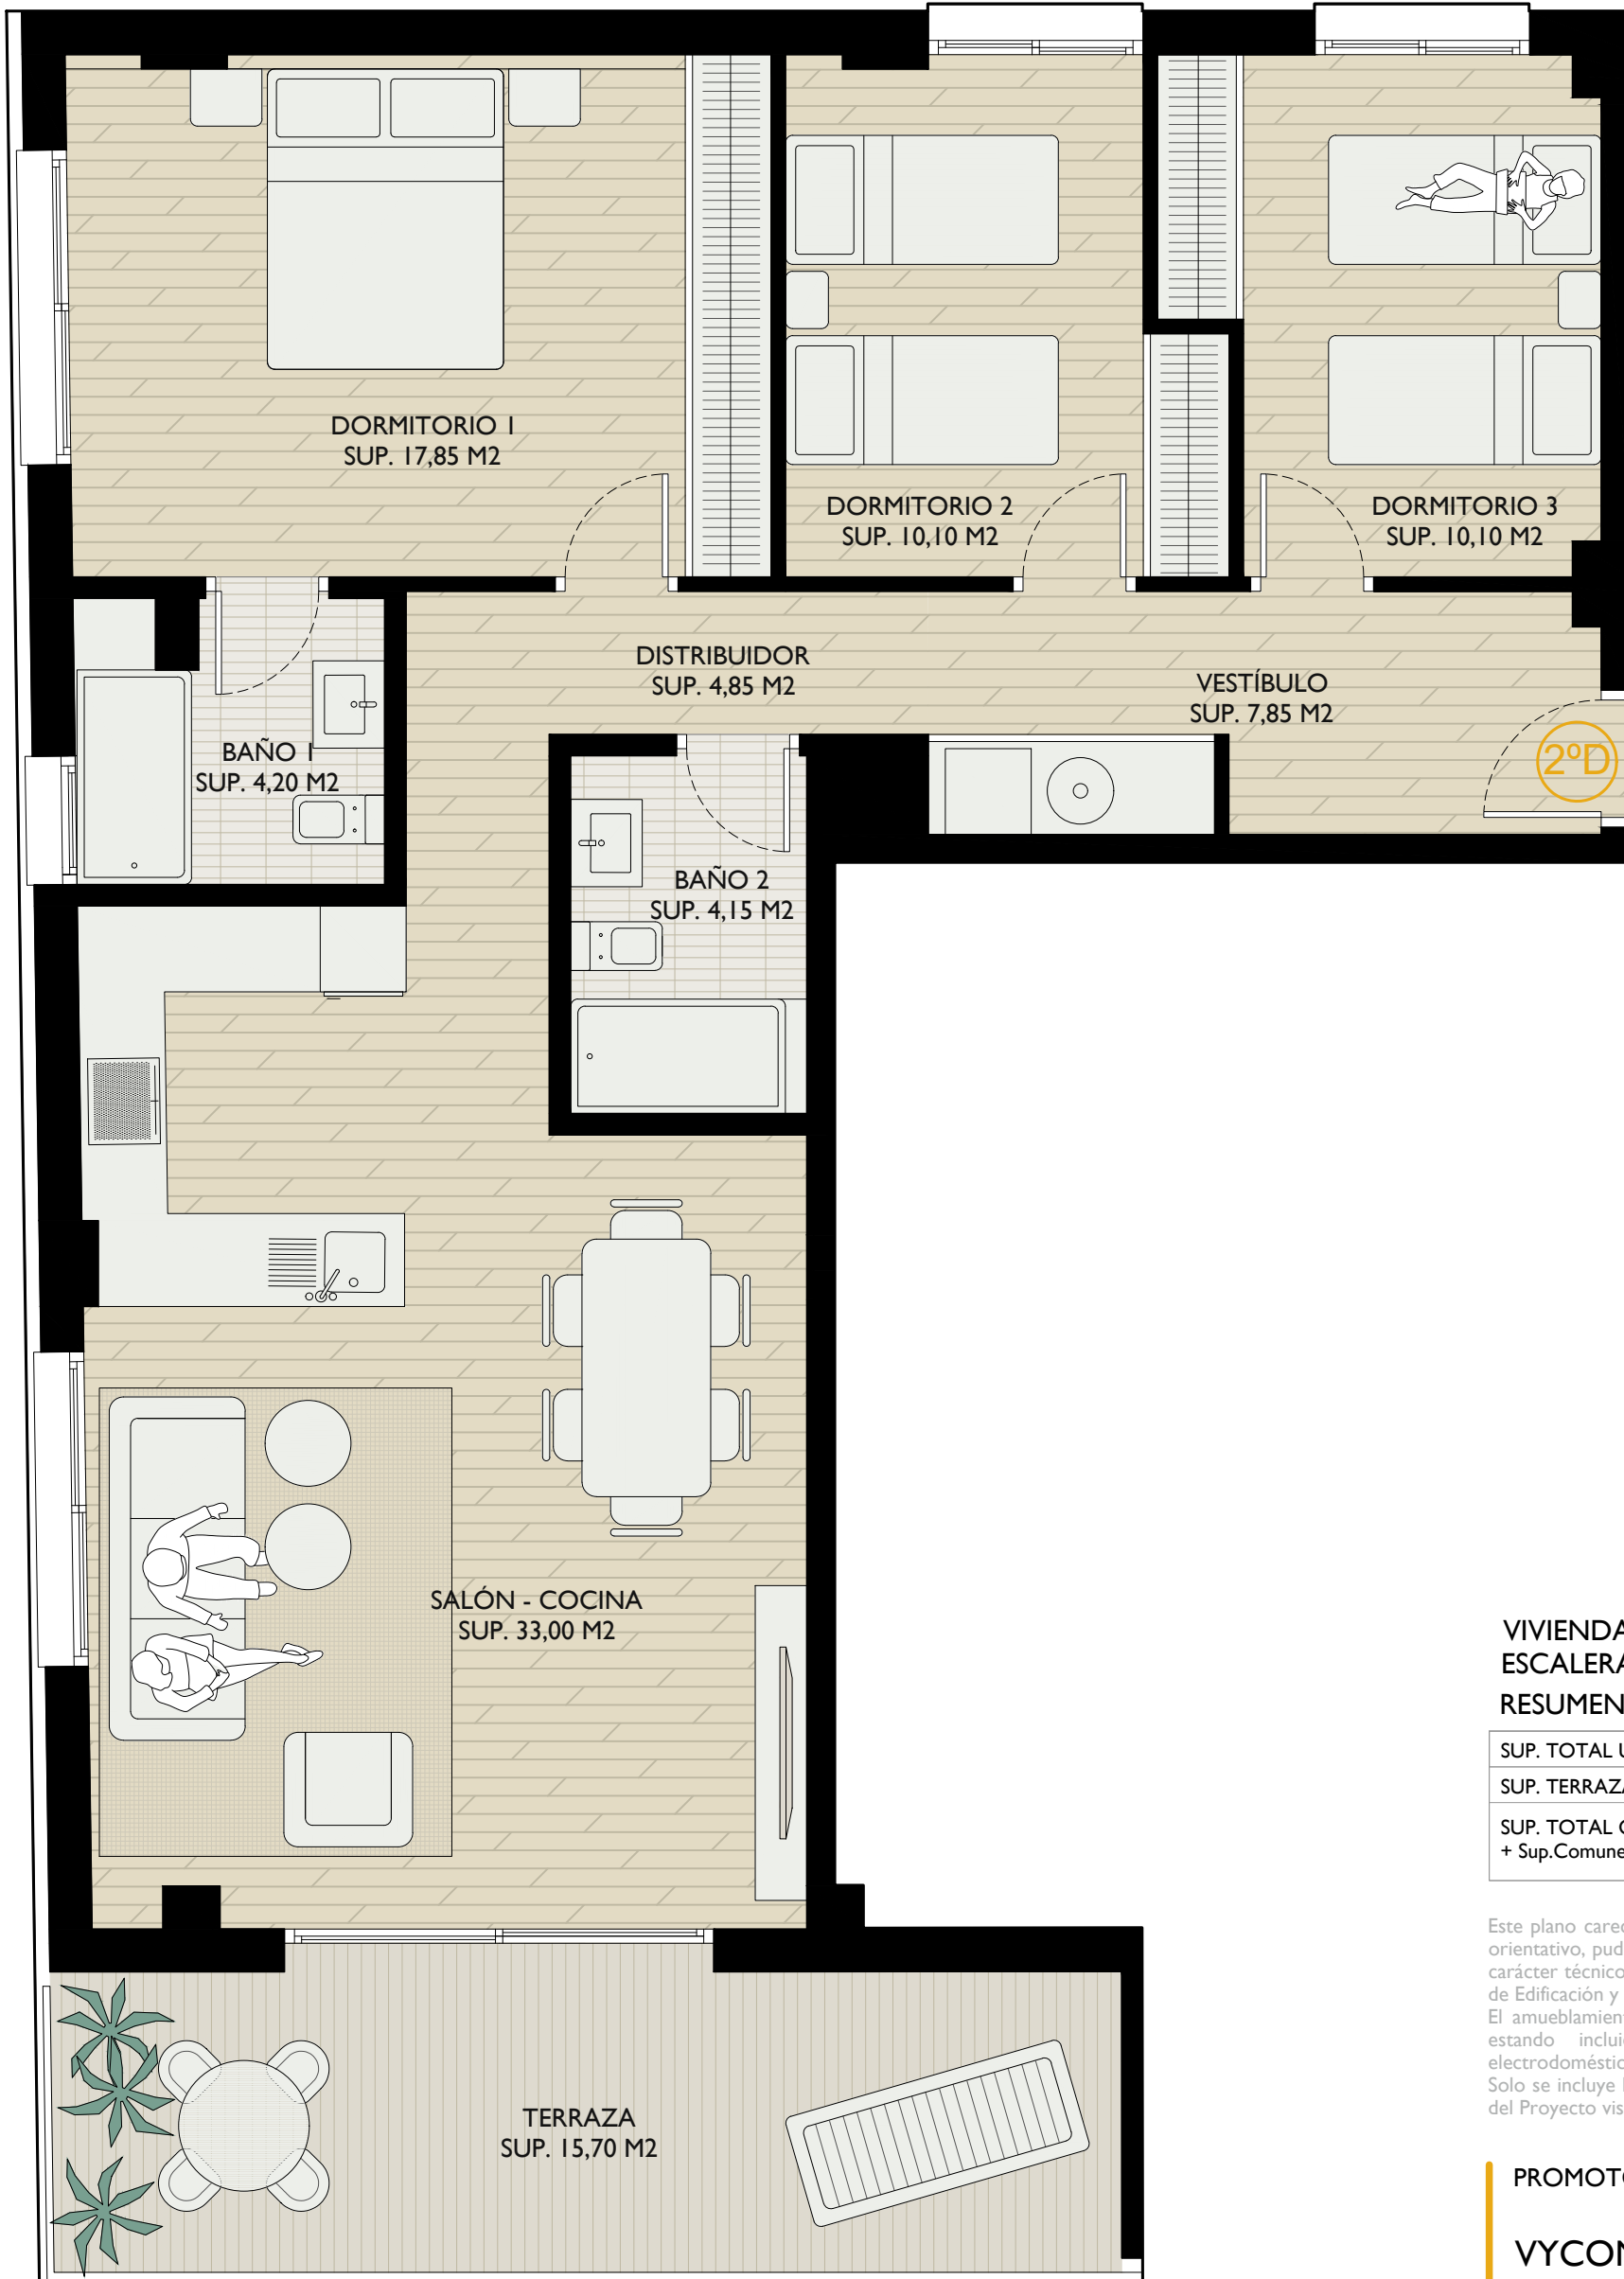 DORMITORIO 1
SUP. 17,85 M2
DORMITORIO 2
SUP. 10,10 M2
DORMITORIO 3
SUP. 10,10 M2
DISTRIBUIDOR
SUP. 4,85 M2
VESTÍBULO
SUP. 7,85 M2
2ºD
BAÑO 1
SUP. 4,20 M2
BAÑO 2
SUP. 4,15 M2
SALÓN - COCINA
SUP. 33,00 M2
TERRAZA
SUP. 15,70 M2
VIVIENDA
ESCALERA
RESUMEN
SUP. TOTAL
SUP. TERRAZA
SUP. TOTAL
+ Sup.Comune
Este plano carec
orientativo, pud
carácter técnico
de Edificación y
El amueblamien
estando inclui
electrodoméstic
Solo se incluye
del Proyecto vis
PROMOTO
VYCON